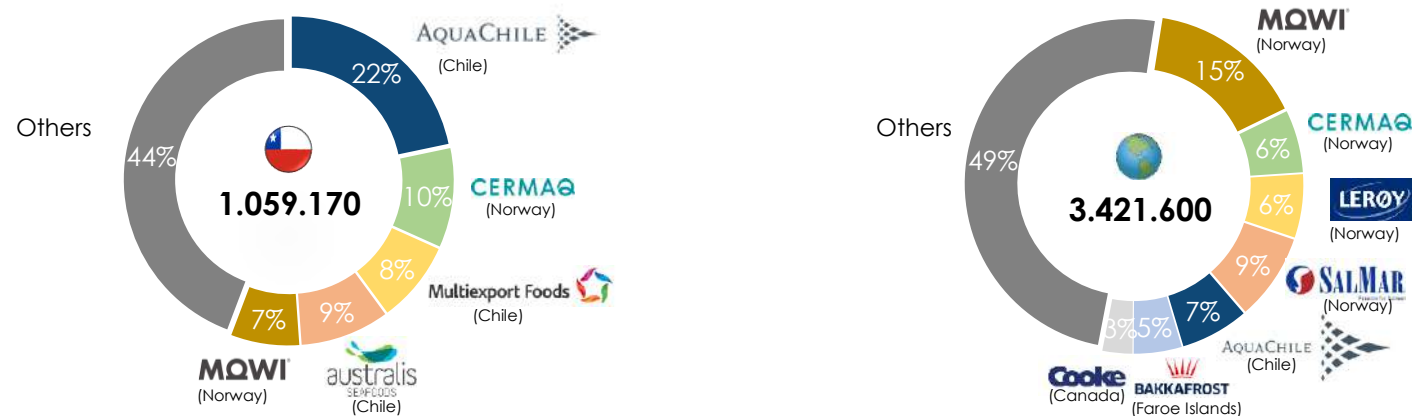 AQUACHILE
(Chile)
22%
Others
44%
1.059.170
10%
CERMAQ
(Norway)
8%
Multiexport Foods
(Chile)
9%
7%
MOWI
(Norway)
australis
SEAFOODS
(Chile)
MOWI
(Norway)
15%
Others
49%
3.421.600
6%
CERMAQ
(Norway)
6%
LERØY
(Norway)
9%
SALMAR
(Norway)
7%
AQUACHILE
(Chile)
5%
3%
Cooke
(Canada)
BAKKAFROST
(Faroe Islands)